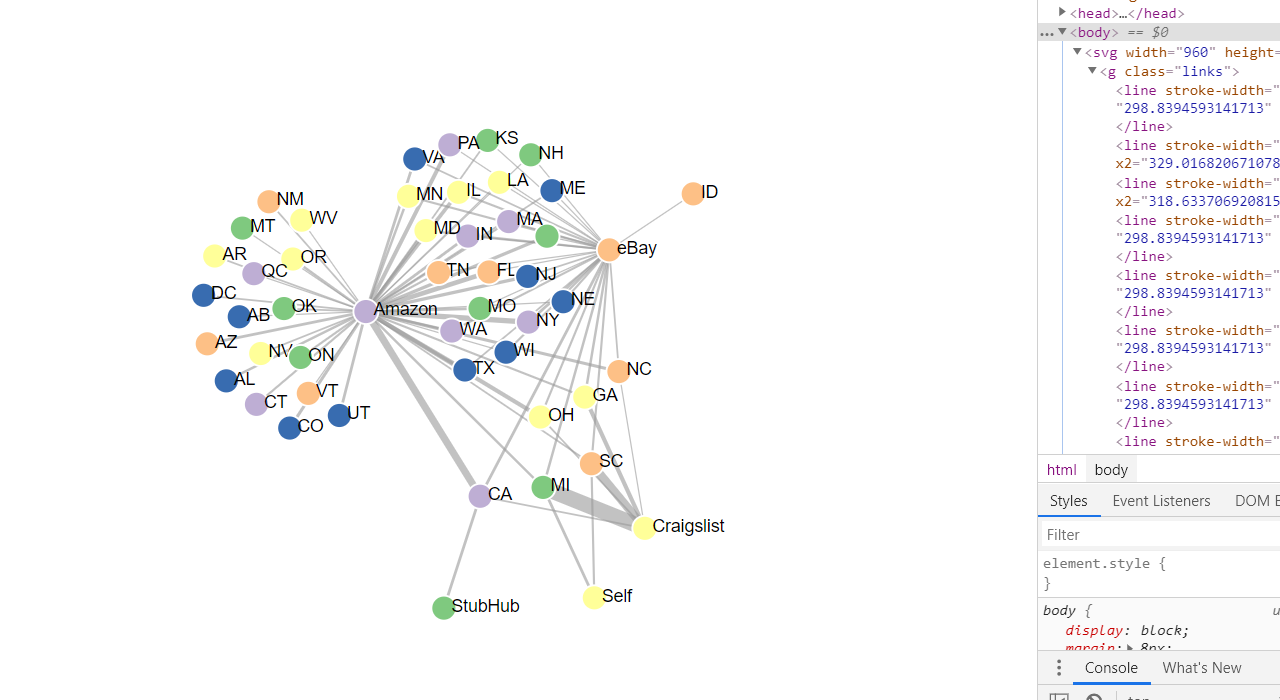 PA
KS
NH
VA
MN
IL
LA
ME
ID
NM
WV
MT
MD
IN
MA
eBay
AR
QC
OR
TN
FL
NJ
DC
AB
OK
Amazon
MO
NE
NY
WA
WI
AZ
NV
ON
TX
NC
AL
CT
VT
GA
CO
UT
OH
SC
MI
CA
Craigslist
StubHub
Self
<head>…</head>
... <body> == $0
<svg width="960" height=
<g class="links">
<line stroke-width="
"298.8394593141713"
</line>
<line stroke-width="
x2="329.016820671078
<line stroke-width="
x2="318.633706920815
<line stroke-width="
"298.8394593141713"
</line>
<line stroke-width="
"298.8394593141713"
</line>
<line stroke-width="
"298.8394593141713"
</line>
<line stroke-width="
"298.8394593141713"
</line>
<line stroke-width="
html body
Styles Event Listeners DOM
Filter
element.style {
}
body {
display: block;
margin: 8px;
Console What's New
top